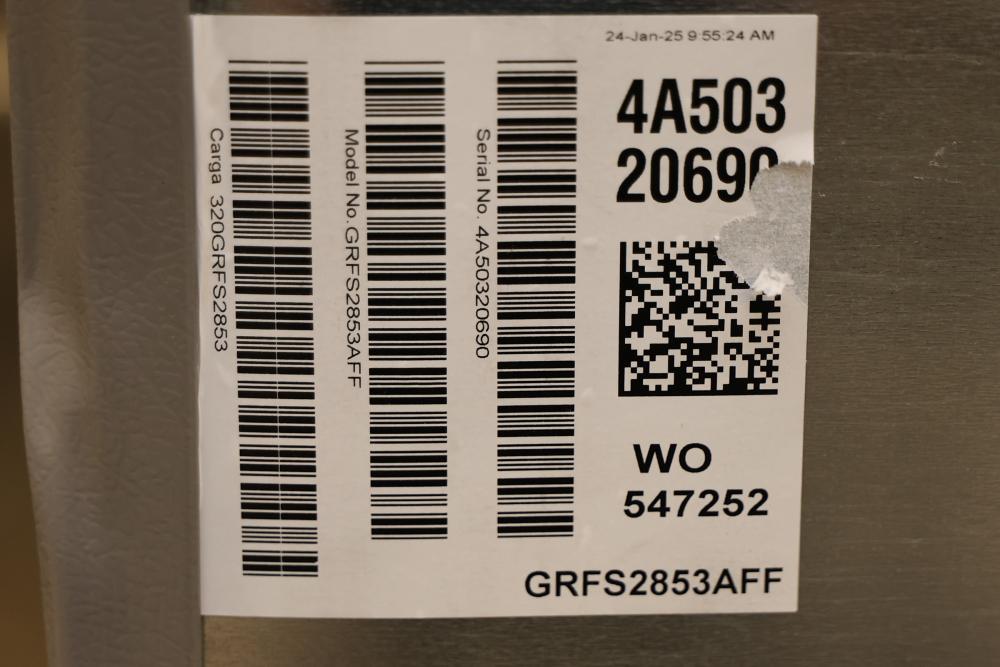 24-Jan-25 9:55:24 AM
4A503
20690
Carga 320GRFS2853
Model No.GRFS2853AFF
Serial No. 4A50320690
WO
547252
GRFS2853AFF